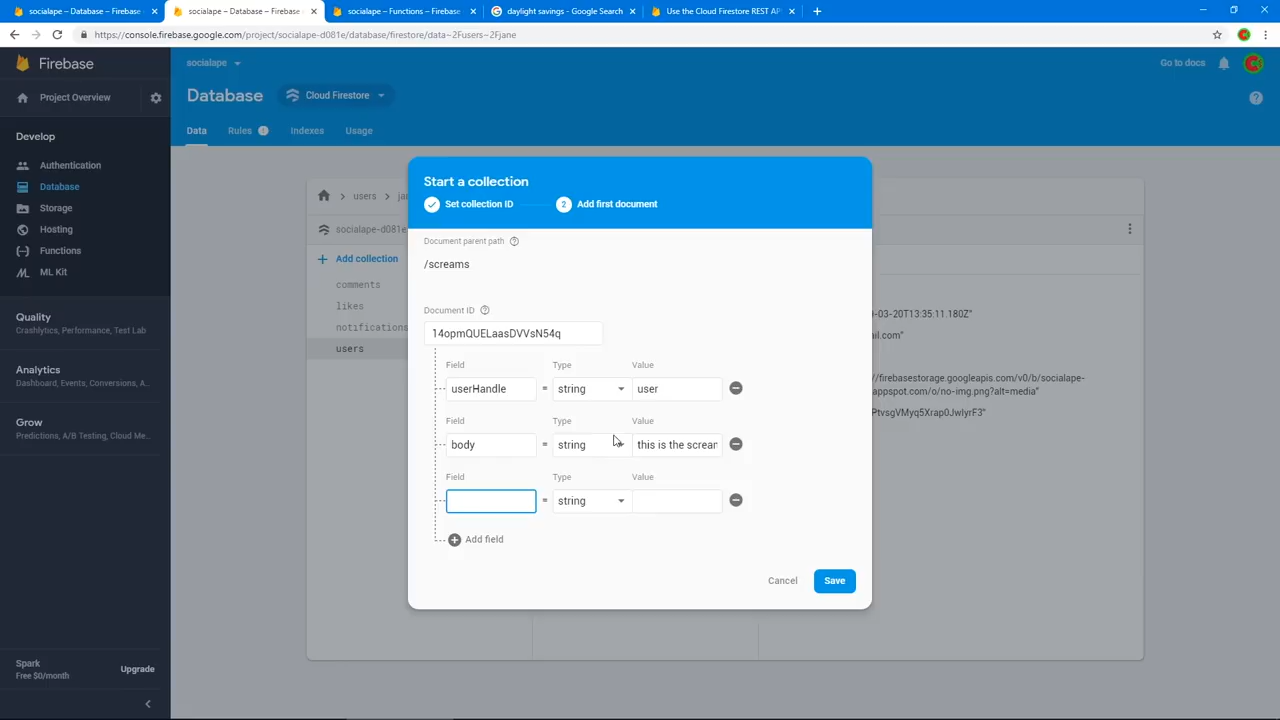 socialape – Database – Firebase
socialape – Database – Firebase
socialape – Functions – Firebase
daylight savings - Google Search
Use the Cloud Firestore REST AP
https://console.firebase.google.com/project/socialape-d081e/database/firestore/data~2Fusers~2Fjane
Firebase
socialape
Go to docs
Project Overview
Database
Cloud Firestore
Data
Rules
Indexes
Usage
Develop
Authentication
Database
Storage
Hosting
Functions
ML Kit
Quality
Crashlytics, Performance, Test Lab
Analytics
Dashboard, Events, Conversions, A...
Grow
Predictions, A/B Testing, Cloud Me...
Spark
Free $0/month
Upgrade
users
socialape-d081e
Add collection
comments
likes
notifications
users
Start a collection
Set collection ID
2 Add first document
Document parent path
/screams
Document ID
14opmQUELaasDVVsN54q
Field Type Value
userHandle = string user
Field Type Value
body = string this is the scream
Field Type Value
= string
Add field
Cancel
Save
-03-20T13:35:11.180Z"
il.com"
//firebasestorage.googleapis.com/v0/b/socialape-
appspot.com/o/no-img.png?alt=media"